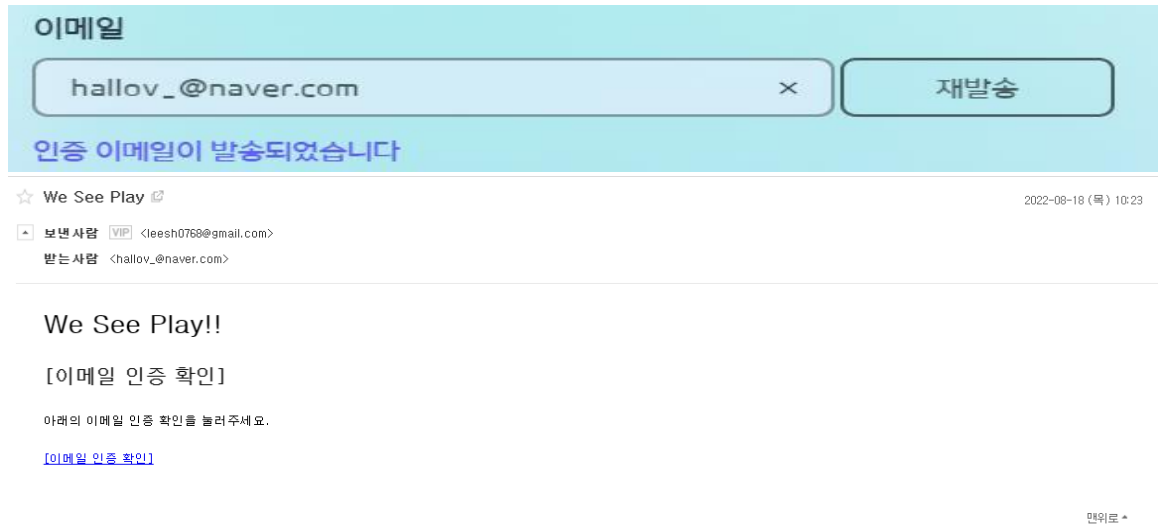 이메일
hallov_@naver.com × 재발송
인증 이메일이 발송되었습니다
☆ We See Play 2022-08-18 (목) 10:23
보낸사람 VIP <leesh0768@gmail.com>
받는사람 <hallov_@naver.com>
We See Play!!
[이메일 인증 확인]
아래의 이메일 인증 확인을 눌러주세요.
[이메일 인증 확인]
맨위로